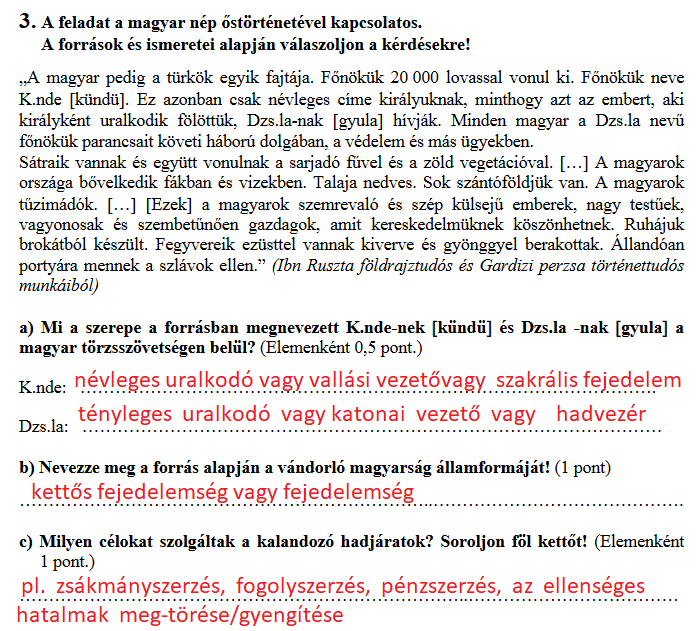 3. A feladat a magyar nép őstörténetével kapcsolatos.
A források és ismeretei alapján válaszoljon a kérdésekre!
„A magyar pedig a türkök egyik fajtája. Főnökük 20 000 lovassal vonul ki. Főnökük neve
K.nde [kündü]. Ez azonban csak névleges címe királyuknak, minthogy azt az embert, aki
királyként uralkodik fölöttük, Dzs.la-nak [gyula] hívják. Minden magyar a Dzs.la nevű
főnökük parancsait követi háború dolgában, a védelem és más ügyekben.
Sátraik vannak és együtt vonulnak a sarjadó fűvel és a zöld vegetációval. […] A magyarok
országa bővelkedik fákban és vizekben. Talaja nedves. Sok szántóföldjük van. A magyarok
tűzimádók. […] [Ezek] a magyarok szemrevaló és szép külsejű emberek, nagy testűek,
vagyonosak és szembetűnően gazdagok, amit kereskedelmüknek köszönhetnek. Ruhájuk
brokátból készült. Fegyvereik ezüsttel vannak kiverve és gyönggyel berakottak. Állandóan
portyára mennek a szlávok ellen.” (Ibn Ruszta földrajztudós és Gardizi perzsa történettudós
munkáiból)
a) Mi a szerepe a forrásban megnevezett K.nde-nek [kündü] és Dzs.la -nak [gyula] a
magyar törzsszövetségen belül? (Elemenként 0,5 pont.)
K.nde: névleges uralkodó vagy vallási vezetővagy szakrális fejedelem
Dzs.la: tényleges uralkodó vagy katonai vezető vagy hadvezér
b) Nevezze meg a forrás alapján a vándorló magyarság államformáját! (1 pont)
kettős fejedelemség vagy fejedelemség
c) Milyen célokat szolgáltak a kalandozó hadjáratok? Soroljon föl kettőt! (Elemenként
1 pont.)
pl. zsákmányszerzés, fogolyszerzés, pénzszerzés, az ellenséges
hatalmak meg-törése/gyengítése